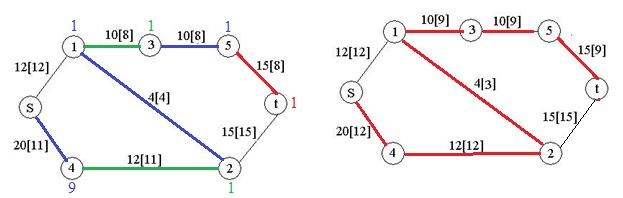 1 1 1
10[8] 10[8]
1 3 5
12[12] 15[8]
4[4]
S t 1
15[15]
20[11] 12[11]
4 2
9 1
10[9] 10[9]
1 3 5
12[12] 15[9]
4[3]
S t
15[15]
20[12] 12[12]
4 2